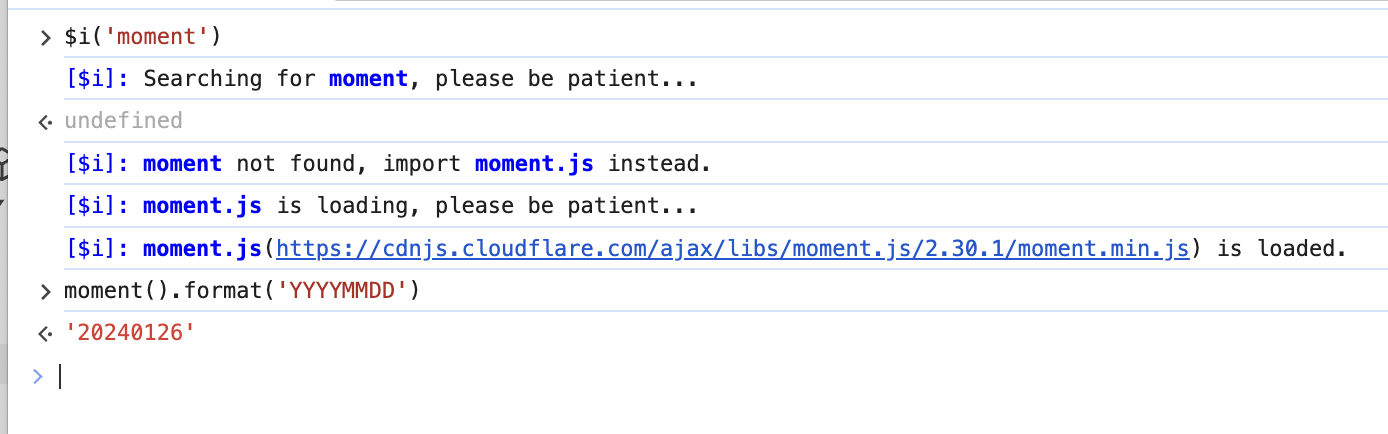 $i('moment')
[$i]: Searching for moment, please be patient...
undefined
[$i]: moment not found, import moment.js instead.
[$i]: moment.js is loading, please be patient...
[$i]: moment.js(https://cdnjs.cloudflare.com/ajax/libs/moment.js/2.30.1/moment.min.js) is loaded.
moment().format('YYYYMMDD')
'20240126'